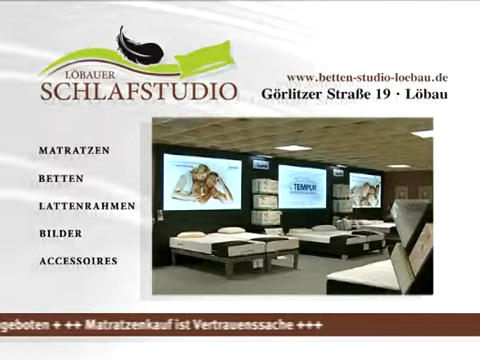 LÖBAUER
SCHLAFSTUDIO
www.betten-studio-loebau.de
Görlitzer Straße 19 · Löbau
MATRATZEN
BETTEN
LATTENRAHMEN
BILDER
ACCESSOIRES
TEMPUR
geboten + ++ Matratzenkauf ist Vertrauenssache +++